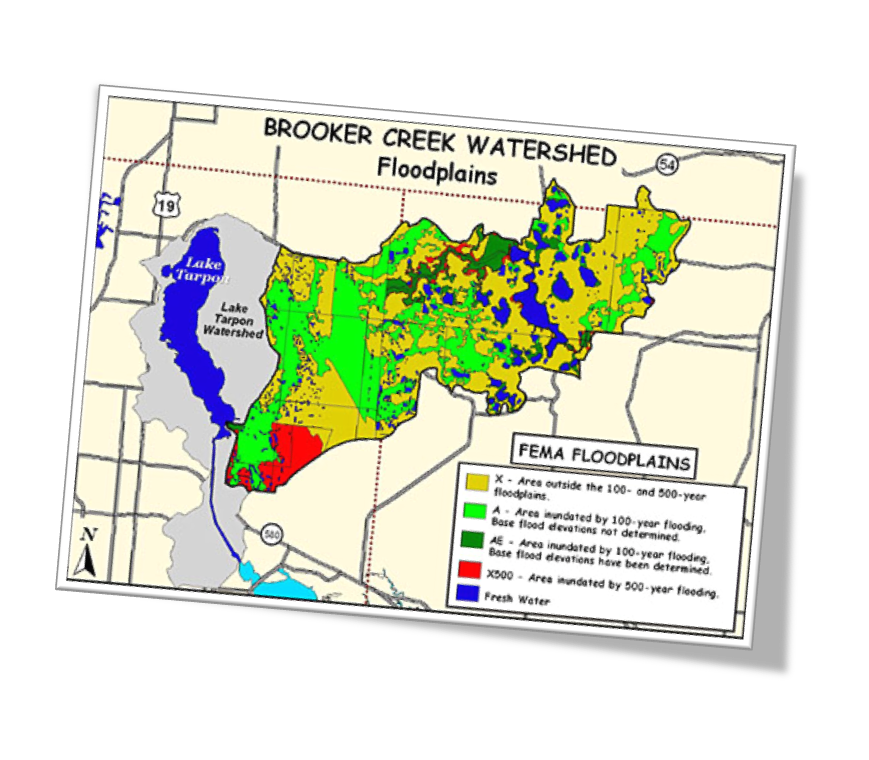 BROOKER CREEK WATERSHED
Floodplains
54
19
Lake
Tarpon
Lake
Tarpon
Watershed
FEMA FLOODPLAINS
X - Area outside the 100- and 500-year
floodplains.
A - Area inundated by 100-year flooding.
Base flood elevations not determined.
AE - Area inundated by 100-year flooding.
Base flood elevations have been determined.
X500 - Area inundated by 500-year flooding.
Fresh Water
580
N